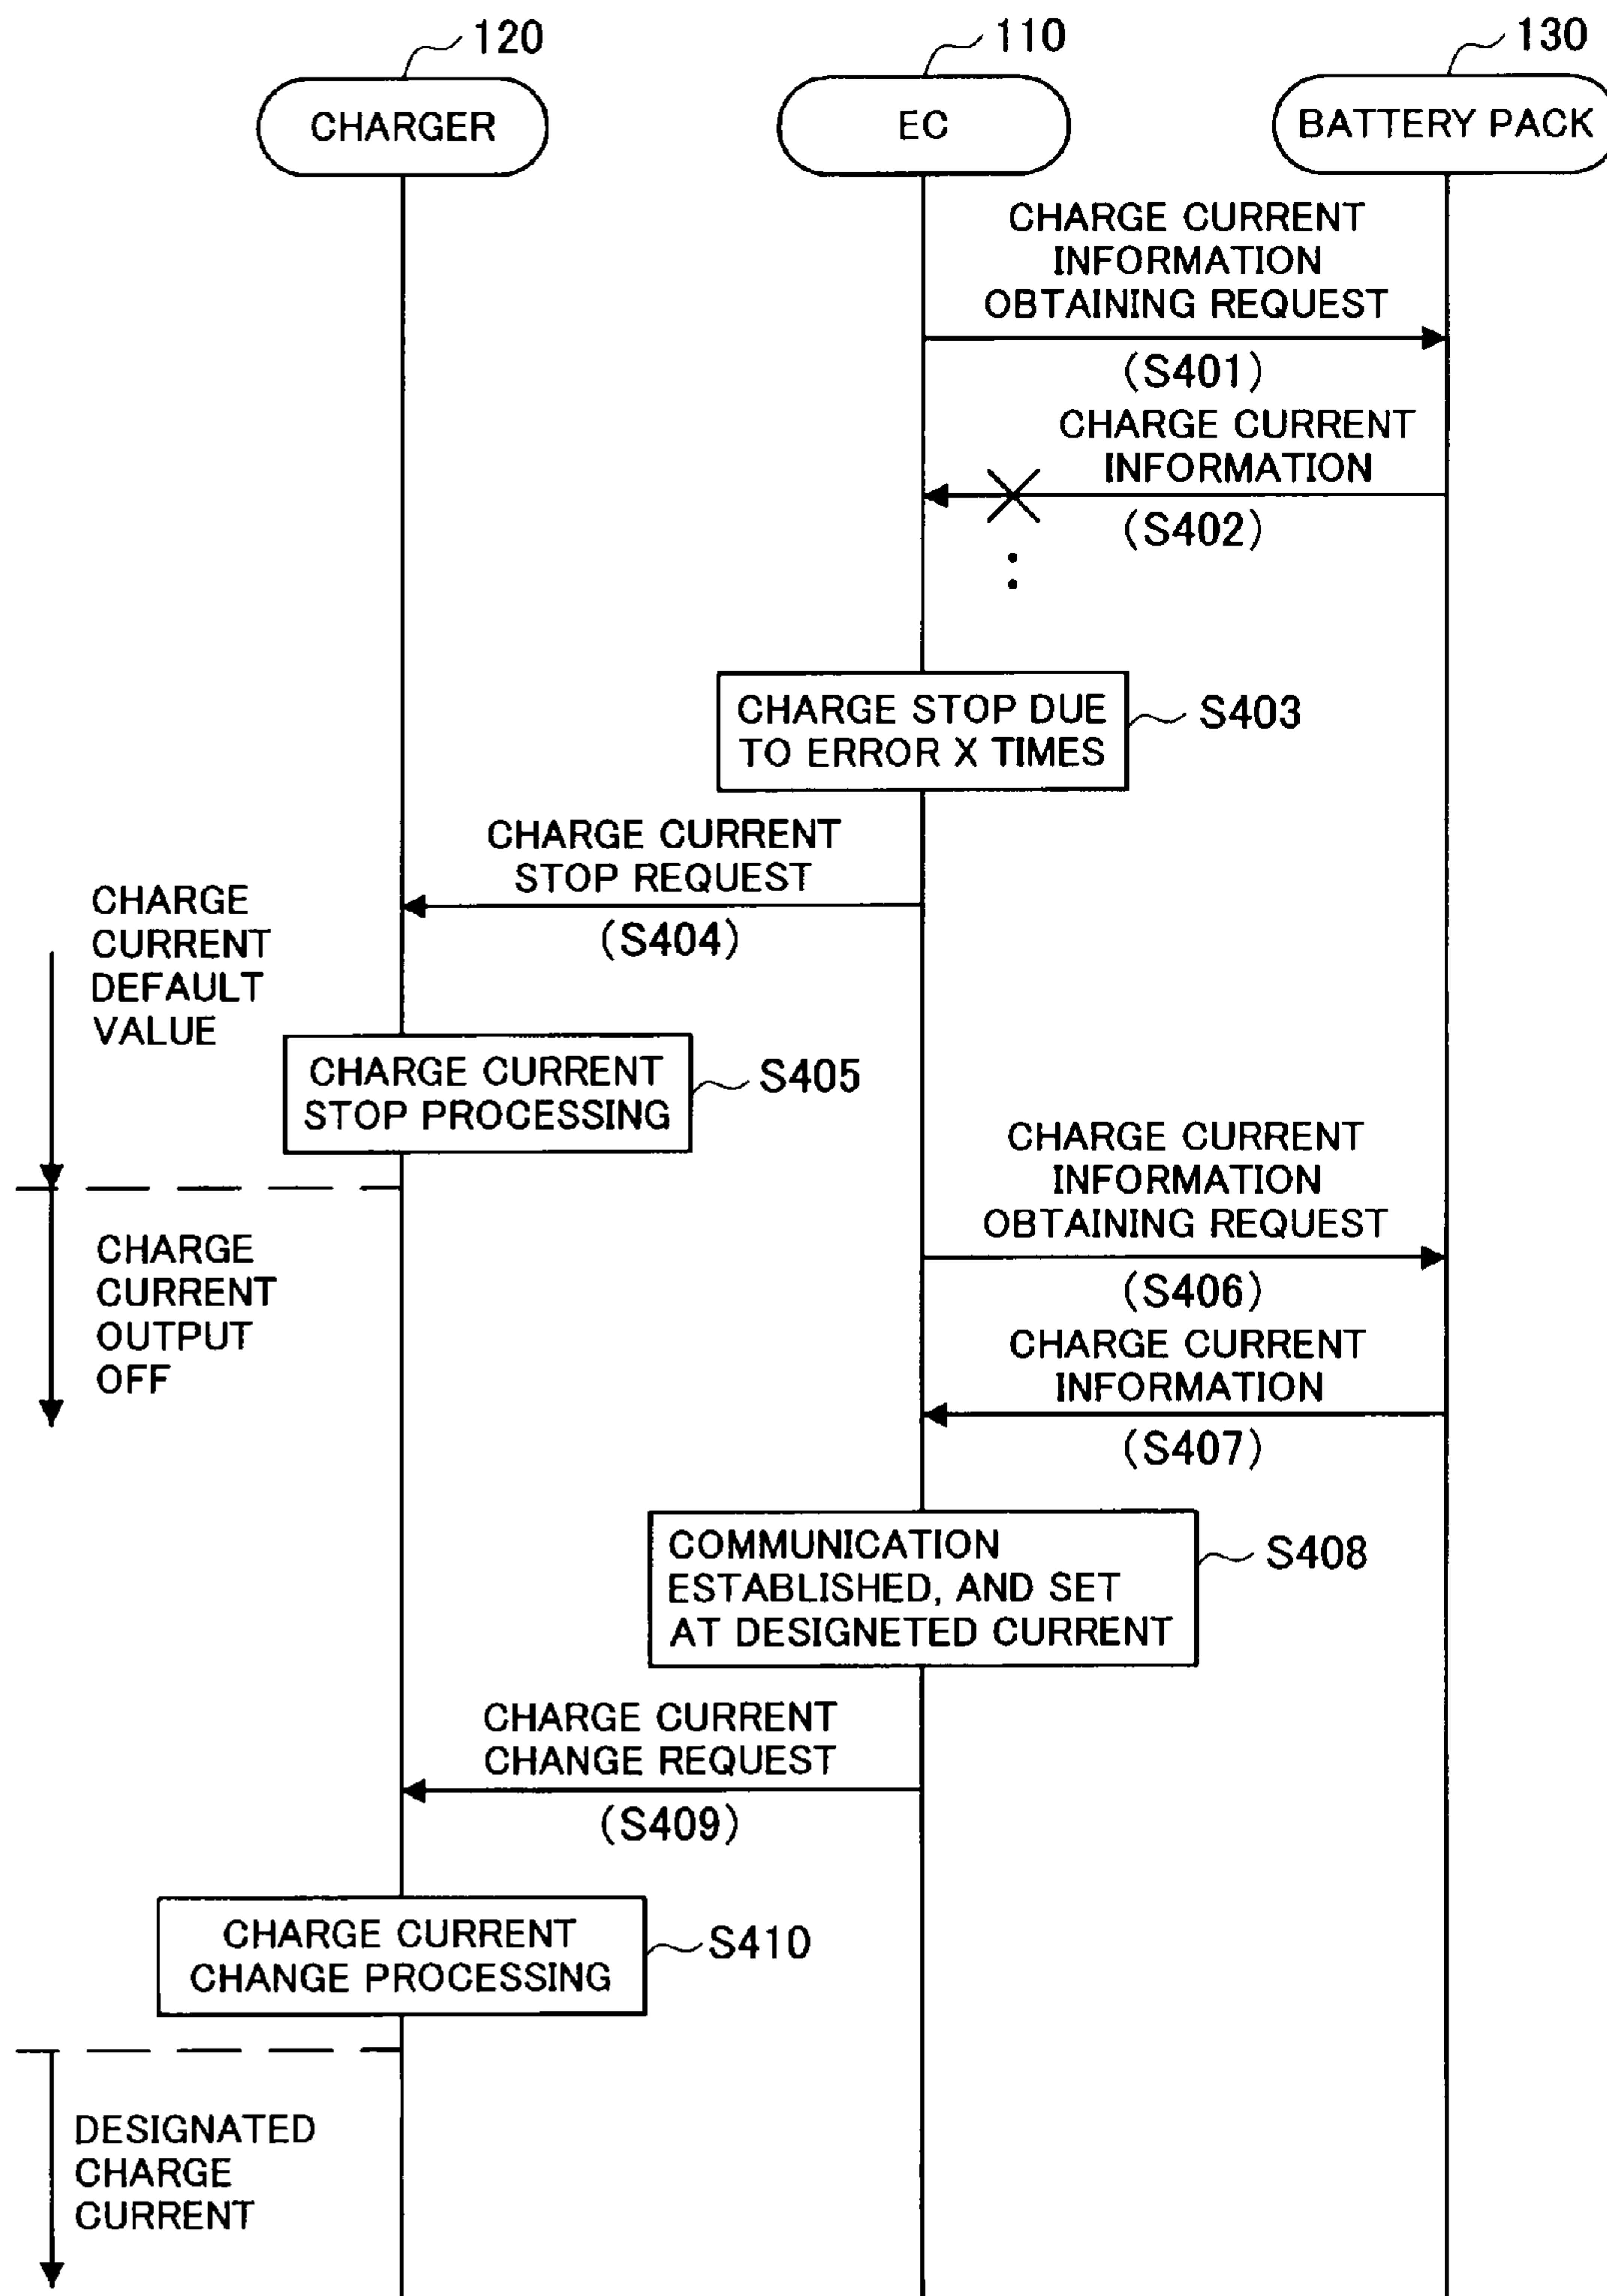 120
110
130
CHARGER
EC
BATTERY PACK
CHARGE CURRENT
INFORMATION
OBTAINING REQUEST
(S401)
CHARGE CURRENT
INFORMATION
(S402)
CHARGE STOP DUE
TO ERROR X TIMES
S403
CHARGE CURRENT
STOP REQUEST
(S404)
CHARGE
CURRENT
DEFAULT
VALUE
CHARGE CURRENT
STOP PROCESSING
S405
CHARGE CURRENT
INFORMATION
OBTAINING REQUEST
(S406)
CHARGE
CURRENT
OUTPUT
OFF
CHARGE CURRENT
INFORMATION
(S407)
COMMUNICATION
ESTABLISHED, AND SET
AT DESIGNETED CURRENT
S408
CHARGE CURRENT
CHANGE REQUEST
(S409)
CHARGE CURRENT
CHANGE PROCESSING
S410
DESIGNATED
CHARGE
CURRENT